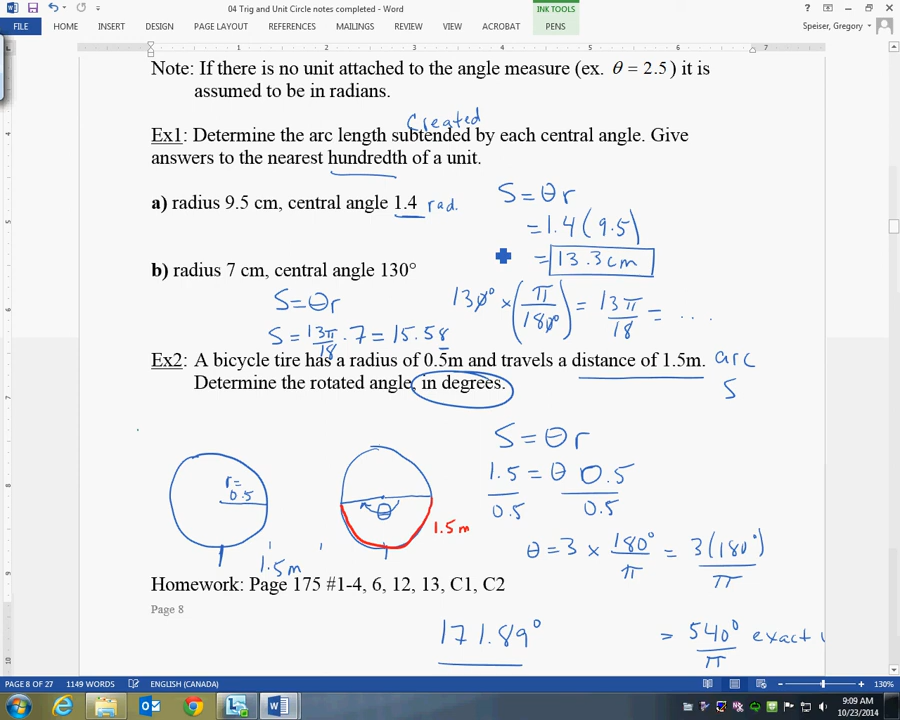 04 Trig and Unit Circle notes completed - Word
INK TOOLS
FILE HOME INSERT DESIGN PAGE LAYOUT REFERENCES MAILINGS REVIEW VIEW ACROBAT PENS
Speiser, Gregory
1 2 3 4 5 6 7
Note: If there is no unit attached to the angle measure (ex. θ = 2.5) it is
assumed to be in radians.
Created
Ex1: Determine the arc length subtended by each central angle. Give
answers to the nearest hundredth of a unit.
a) radius 9.5 cm, central angle 1.4 rad.
S = θr
= 1.4(9.5)
= 13.3cm
b) radius 7 cm, central angle 130°
S = θr
S = 13π/18 · 7 = 15.58
130° × (π/180°) = 13π/18 = ....
Ex2: A bicycle tire has a radius of 0.5m and travels a distance of 1.5m. arc
Determine the rotated angle, in degrees. S
S = θr
1.5 = θ 0.5
0.5 0.5
r=
0.5
θ
1.5m
1.5m
θ = 3 × 180°/π = 3(180°)/π
Homework: Page 175 #1-4, 6, 12, 13, C1, C2
Page 8
171.89°
= 540°/π exact
PAGE 8 OF 27 1149 WORDS ENGLISH (CANADA) 130%
9:09 AM
10/23/2014